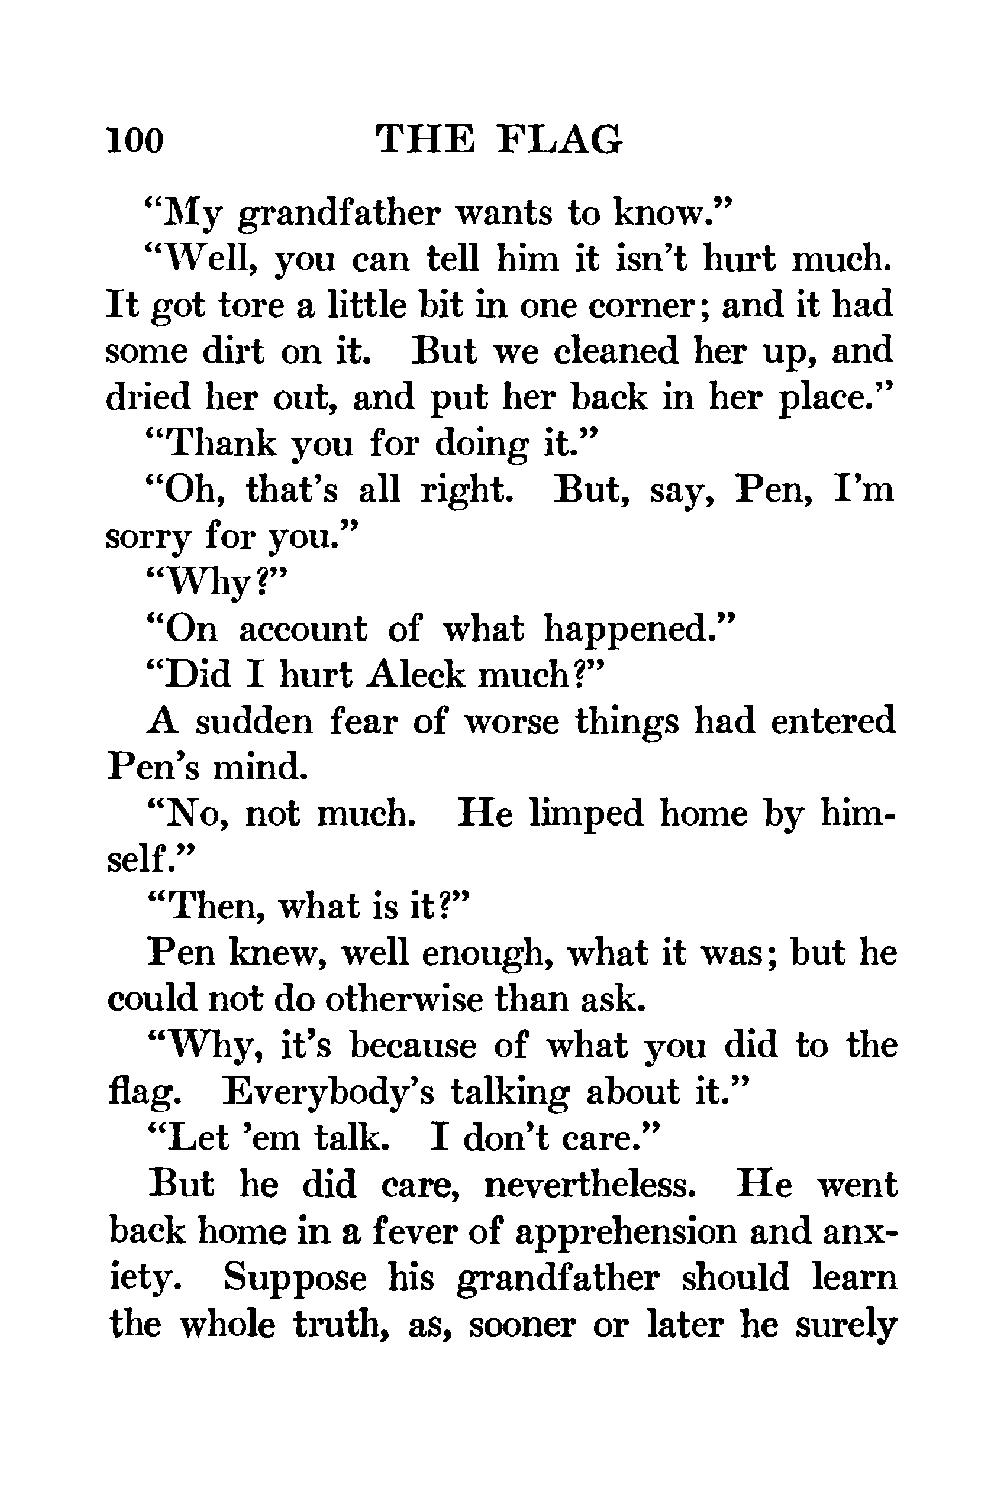 100 THE FLAG
“My grandfather wants to know.”
“Well, you can tell him it isn’t hurt much.
It got tore a little bit in one corner; and it had
some dirt on it. But we cleaned her up, and
dried her out, and put her back in her place.”
“Thank you for doing it.”
“Oh, that’s all right. But, say, Pen, I’m
sorry for you.”
“Why?”
“On account of what happened.”
“Did I hurt Aleck much?”
A sudden fear of worse things had entered
Pen’s mind.
“No, not much. He limped home by him-
self.”
“Then, what is it?”
Pen knew, well enough, what it was; but he
could not do otherwise than ask.
“Why, it’s because of what you did to the
flag. Everybody’s talking about it.”
“Let ’em talk. I don’t care.”
But he did care, nevertheless. He went
back home in a fever of apprehension and anx-
iety. Suppose his grandfather should learn
the whole truth, as, sooner or later he surely